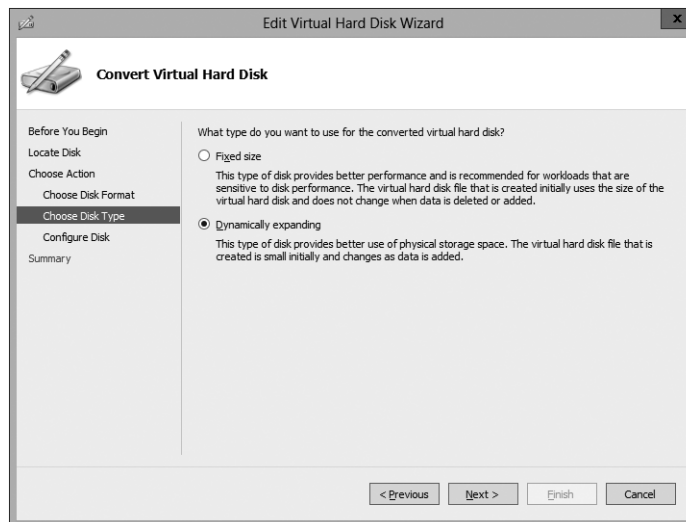 Edit Virtual Hard Disk Wizard
x
Convert Virtual Hard Disk
Before You Begin
Locate Disk
Choose Action
Choose Disk Format
Choose Disk Type
Configure Disk
Summary
What type do you want to use for the converted virtual hard disk?
Fixed size
This type of disk provides better performance and is recommended for workloads that are
sensitive to disk performance. The virtual hard disk file that is created initially uses the size of the
virtual hard disk and does not change when data is deleted or added.
Dynamically expanding
This type of disk provides better use of physical storage space. The virtual hard disk file that is
created is small initially and changes as data is added.
< Previous
Next >
Finish
Cancel